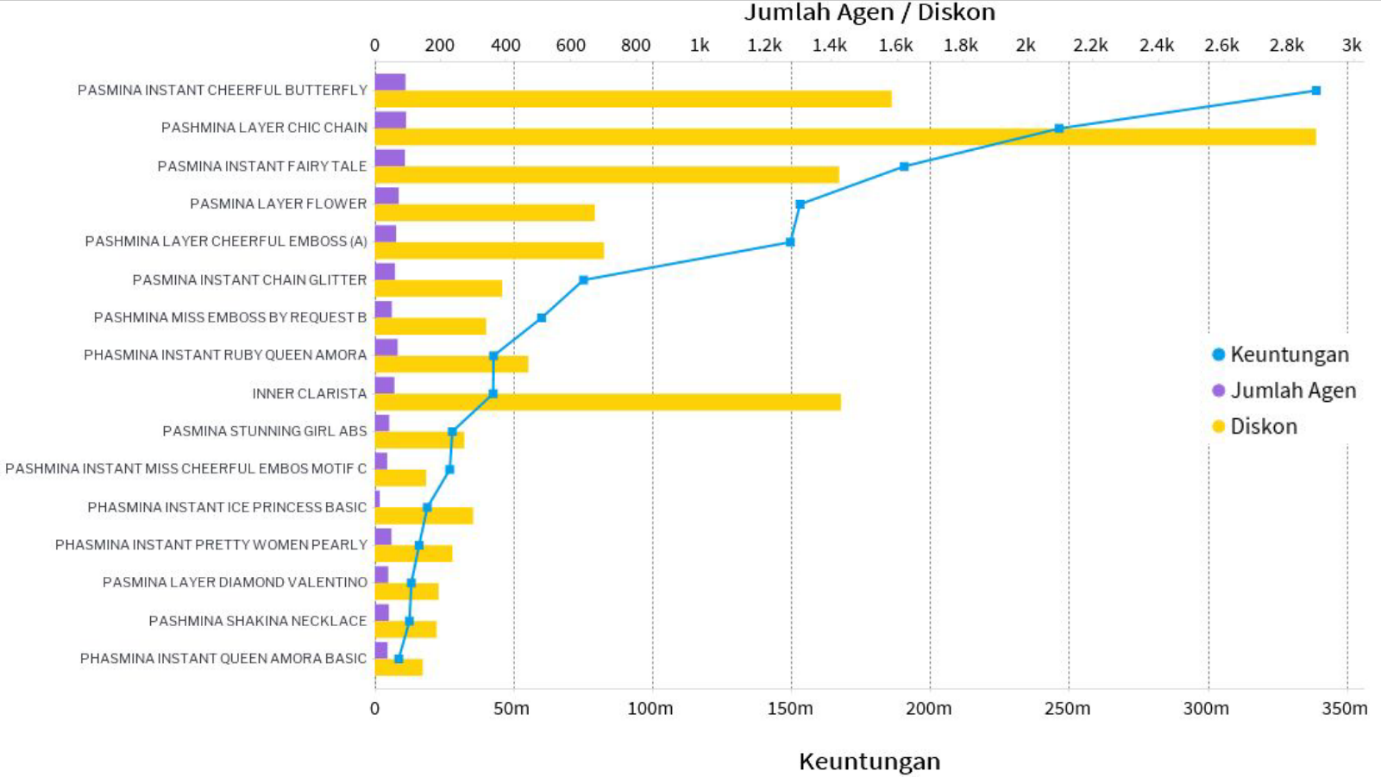 Jumlah Agen / Diskon
0 200 400 600 800 1k 1.2k 1.4k 1.6k 1.8k 2k 2.2k 2.4k 2.6k 2.8k 3k
PASMINA INSTANT CHEERFUL BUTTERFLY
PASHMINA LAYER CHIC CHAIN
PASMINA INSTANT FAIRY TALE
PASMINA LAYER FLOWER
PASHMINA LAYER CHEERFUL EMBOSS (A)
PASMINA INSTANT CHAIN GLITTER
PASHMINA MISS EMBOSS BY REQUEST B
PHASMINA INSTANT RUBY QUEEN AMORA
INNER CLARISTA
PASMINA STUNNING GIRL ABS
PASHMINA INSTANT MISS CHEERFUL EMBOS MOTIF C
PHASMINA INSTANT ICE PRINCESS BASIC
PHASMINA INSTANT PRETTY WOMEN PEARLY
PASMINA LAYER DIAMOND VALENTINO
PASHMINA SHAKINA NECKLACE
PHASMINA INSTANT QUEEN AMORA BASIC
Keuntungan
Jumlah Agen
Diskon
0 50m 100m 150m 200m 250m 300m 350m
Keuntungan